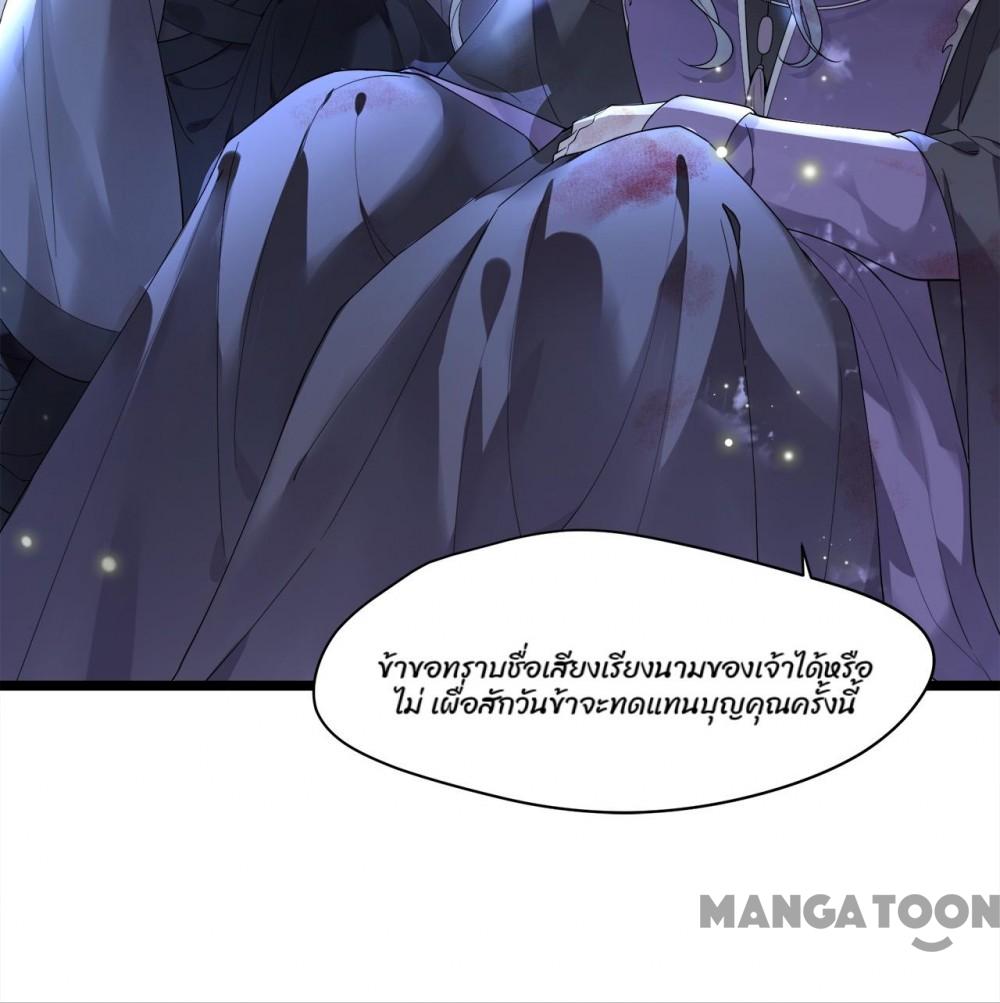 ข้าขอทราบชื่อเสียงเรียงนามของเจ้าได้หรือ
ไม่ เผื่อสักวันข้าจะทดแทนบุญคุณครั้งนี้
MANGATOON